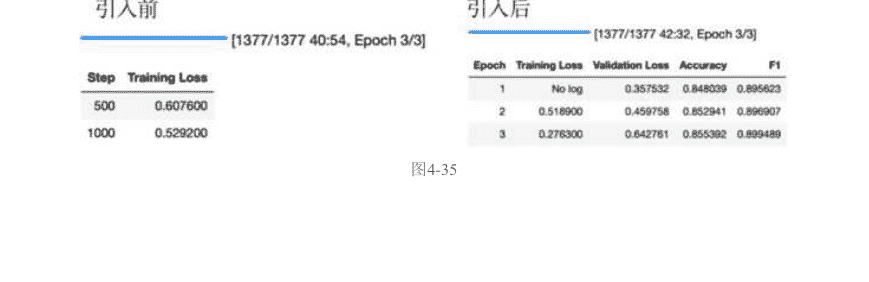 引入前
[1377/1377 40:54, Epoch 3/3]
Step Training Loss
500 0.607600
1000 0.529200
引入后
[1377/1377 42:32, Epoch 3/3]
Epoch Training Loss Validation Loss Accuracy F1
1 No log 0.357532 0.848039 0.895623
2 0.518900 0.459758 0.852941 0.896907
3 0.276300 0.642761 0.855392 0.899489
图4-35